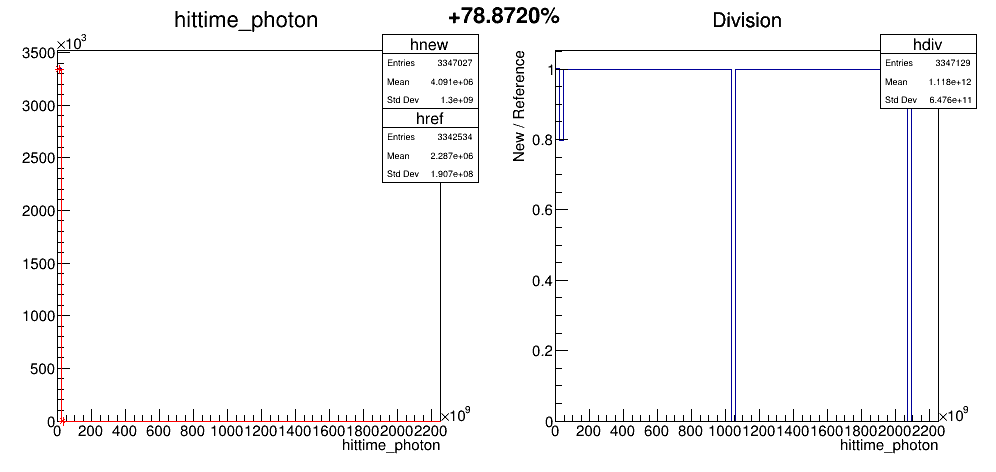 +78.8720%
hittime_photon
×10³
3500
3000
2500
2000
1500
1000
500
0
0 200 400 600 800 1000 1200 1400 1600 1800 2000 2200
×10⁹
hittime_photon
hnew
Entries 3347027
Mean 4.091e+06
Std Dev 1.3e+09
href
Entries 3342534
Mean 2.287e+06
Std Dev 1.907e+08
Division
New / Reference
1
0.8
0.6
0.4
0.2
0
0 200 400 600 800 1000 1200 1400 1600 1800 2000 2200
×10⁹
hittime_photon
hdiv
Entries 3347129
Mean 1.118e+12
Std Dev 6.476e+11